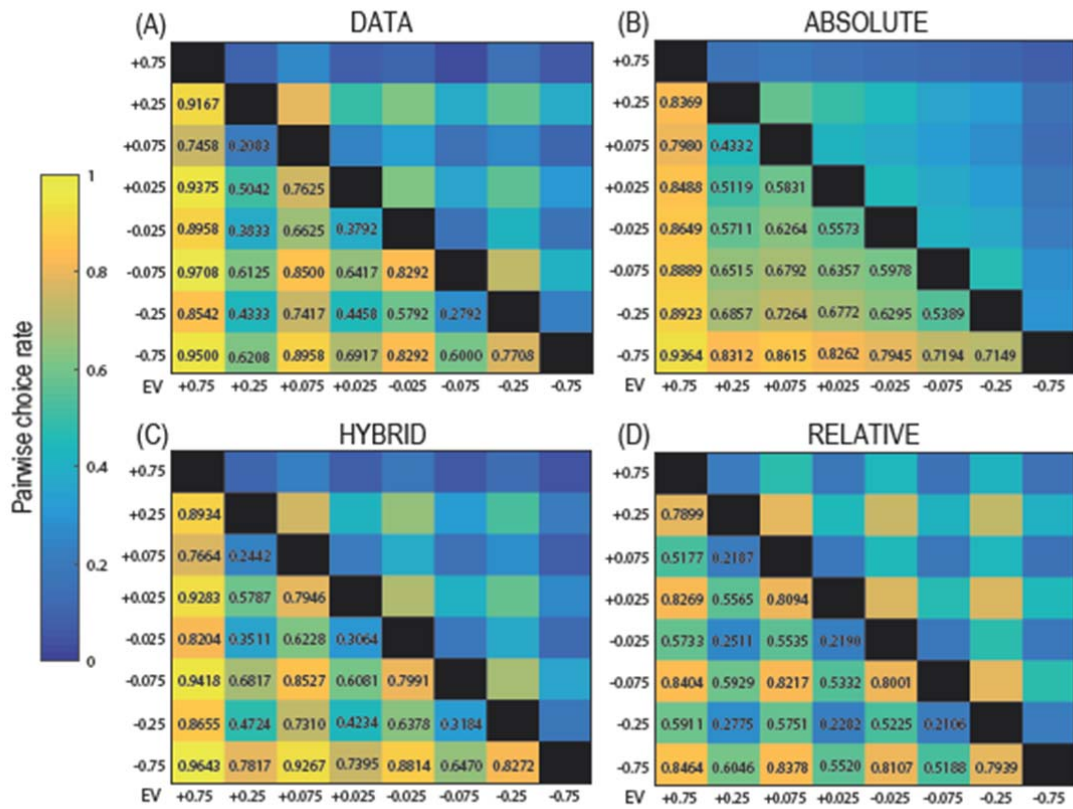 (A) DATA
+0.75
+0.25 0.9167
+0.075 0.7458 0.2083
+0.025 0.9375 0.5042 0.7625
-0.025 0.8958 0.3833 0.6625 0.3792
-0.075 0.9708 0.6125 0.8500 0.6417 0.8292
-0.25 0.8542 0.4333 0.7417 0.4458 0.5792 0.2792
-0.75 0.9500 0.6208 0.8958 0.6917 0.8292 0.6000 0.7708
EV +0.75 +0.25 +0.075 +0.025 -0.025 -0.075 -0.25 -0.75
(B) ABSOLUTE
+0.75
+0.25 0.8369
+0.075 0.7980 0.4332
+0.025 0.8488 0.5119 0.5831
-0.025 0.8649 0.5711 0.6264 0.5573
-0.075 0.8889 0.6515 0.6792 0.6357 0.5978
-0.25 0.8923 0.6857 0.7264 0.6772 0.6295 0.5389
-0.75 0.9364 0.8312 0.8615 0.8262 0.7945 0.7194 0.7149
EV +0.75 +0.25 +0.075 +0.025 -0.025 -0.075 -0.25 -0.75
Pairwise choice rate
1
0.8
0.6
0.4
0.2
0
(C) HYBRID
+0.75
+0.25 0.8934
+0.075 0.7664 0.2442
+0.025 0.9283 0.5787 0.7946
-0.025 0.8204 0.3511 0.6228 0.3064
-0.075 0.9418 0.6817 0.8527 0.6081 0.7991
-0.25 0.8655 0.4724 0.7310 0.4234 0.6378 0.3184
-0.75 0.9643 0.7817 0.9267 0.7395 0.8814 0.6470 0.8272
EV +0.75 +0.25 +0.075 +0.025 -0.025 -0.075 -0.25 -0.75
(D) RELATIVE
+0.75
+0.25 0.7899
+0.075 0.5177 0.2187
+0.025 0.8269 0.5565 0.8094
-0.025 0.5733 0.2511 0.5535 0.2190
-0.075 0.8404 0.5929 0.8217 0.5332 0.8001
-0.25 0.5911 0.2775 0.5751 0.2282 0.5225 0.2106
-0.75 0.8464 0.6046 0.8378 0.5520 0.8107 0.5188 0.7939
EV +0.75 +0.25 +0.075 +0.025 -0.025 -0.075 -0.25 -0.75